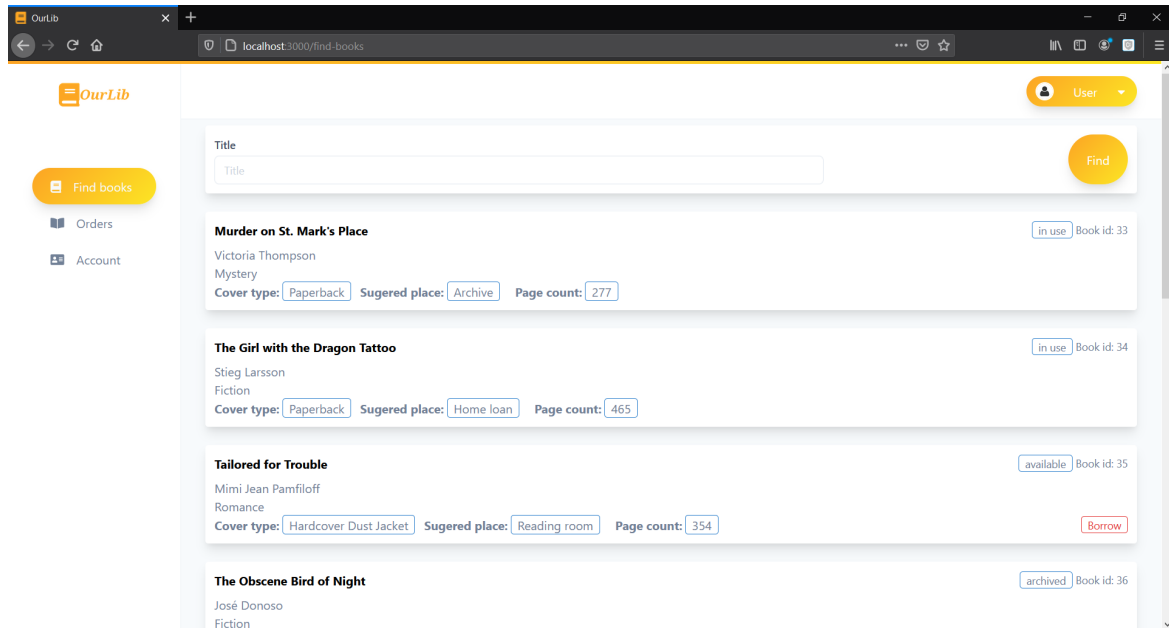 OurLib
localhost:3000/find-books
OurLib
User
Find books
Orders
Account
Title
Title
Find
Murder on St. Mark's Place
in use Book id: 33
Victoria Thompson
Mystery
Cover type: Paperback Sugered place: Archive Page count: 277
The Girl with the Dragon Tattoo
in use Book id: 34
Stieg Larsson
Fiction
Cover type: Paperback Sugered place: Home loan Page count: 465
Tailored for Trouble
available Book id: 35
Mimi Jean Pamfiloff
Romance
Cover type: Hardcover Dust Jacket Sugered place: Reading room Page count: 354
Borrow
The Obscene Bird of Night
archived Book id: 36
José Donoso
Fiction